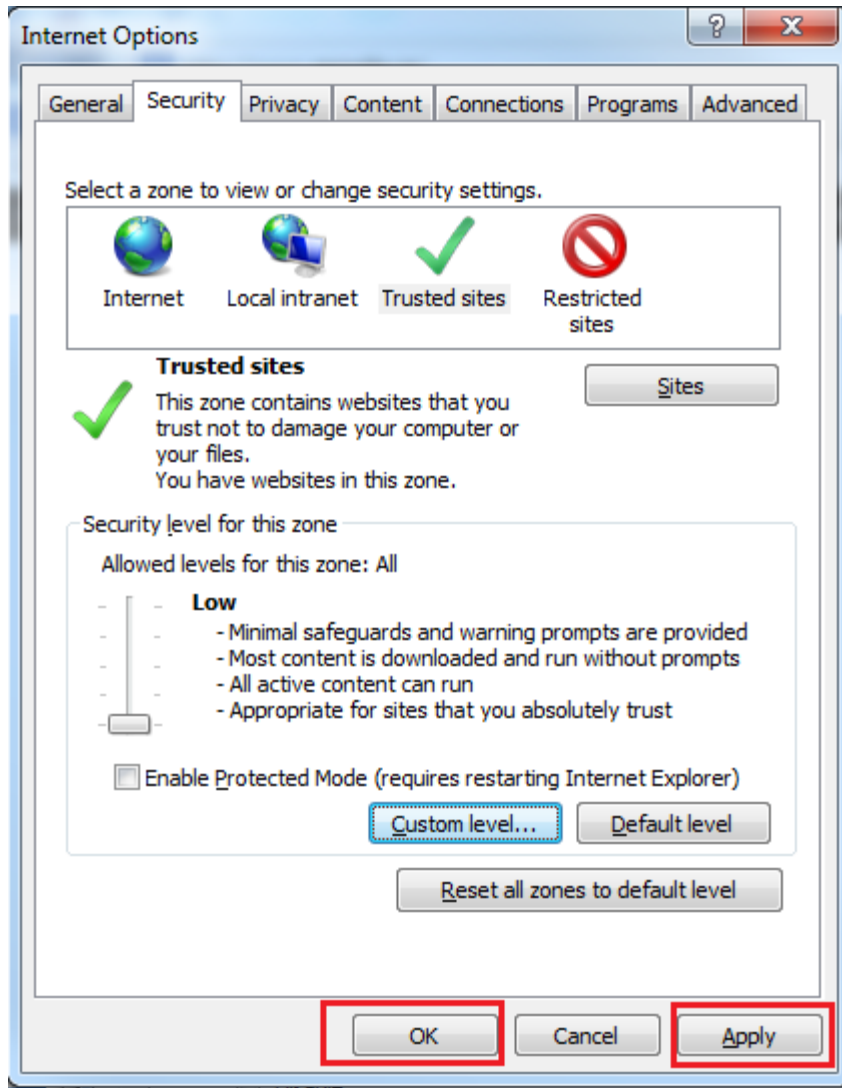 Internet Options
General Security Privacy Content Connections Programs Advanced
Select a zone to view or change security settings.
Internet Local intranet Trusted sites Restricted sites
Trusted sites
Sites
This zone contains websites that you
trust not to damage your computer or
your files.
You have websites in this zone.
Security level for this zone
Allowed levels for this zone: All
Low
- Minimal safeguards and warning prompts are provided
- Most content is downloaded and run without prompts
- All active content can run
- Appropriate for sites that you absolutely trust
Enable Protected Mode (requires restarting Internet Explorer)
Custom level... Default level
Reset all zones to default level
OK Cancel Apply